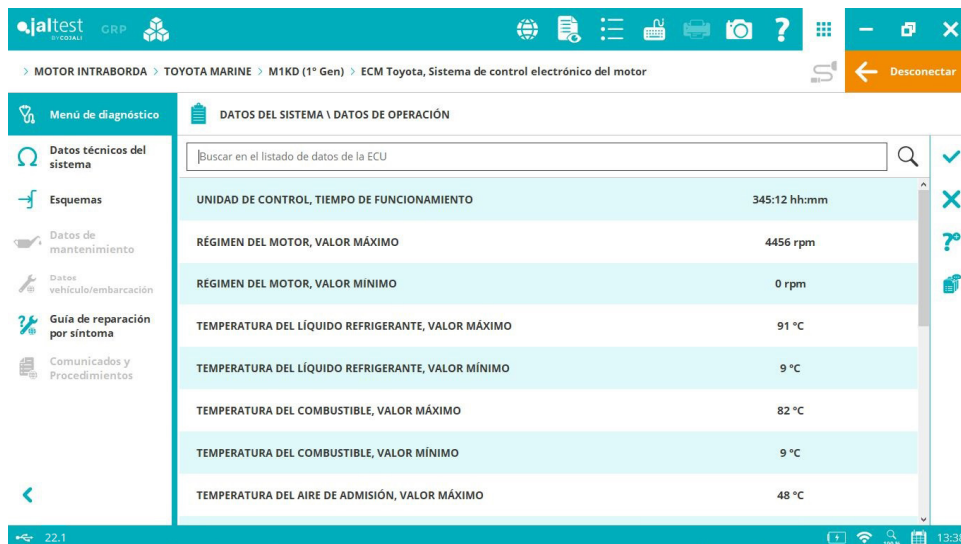 jaltest GRP
BY COJALI
?
> MOTOR INTRABORDA > TOYOTA MARINE > M1KD (1º Gen) > ECM Toyota, Sistema de control electrónico del motor
Desconectar
Menú de diagnóstico
DATOS DEL SISTEMA \ DATOS DE OPERACIÓN
Datos técnicos del
sistema
Esquemas
Datos de
mantenimiento
Datos
vehículo/embarcación
Guía de reparación
por síntoma
Comunicados y
Procedimientos
Buscar en el listado de datos de la ECU
UNIDAD DE CONTROL, TIEMPO DE FUNCIONAMIENTO 345:12 hh:mm
RÉGIMEN DEL MOTOR, VALOR MÁXIMO 4456 rpm
RÉGIMEN DEL MOTOR, VALOR MÍNIMO 0 rpm
TEMPERATURA DEL LÍQUIDO REFRIGERANTE, VALOR MÁXIMO 91 °C
TEMPERATURA DEL LÍQUIDO REFRIGERANTE, VALOR MÍNIMO 9 °C
TEMPERATURA DEL COMBUSTIBLE, VALOR MÁXIMO 82 °C
TEMPERATURA DEL COMBUSTIBLE, VALOR MÍNIMO 9 °C
TEMPERATURA DEL AIRE DE ADMISIÓN, VALOR MÁXIMO 48 °C
22.1
100 %
13:38